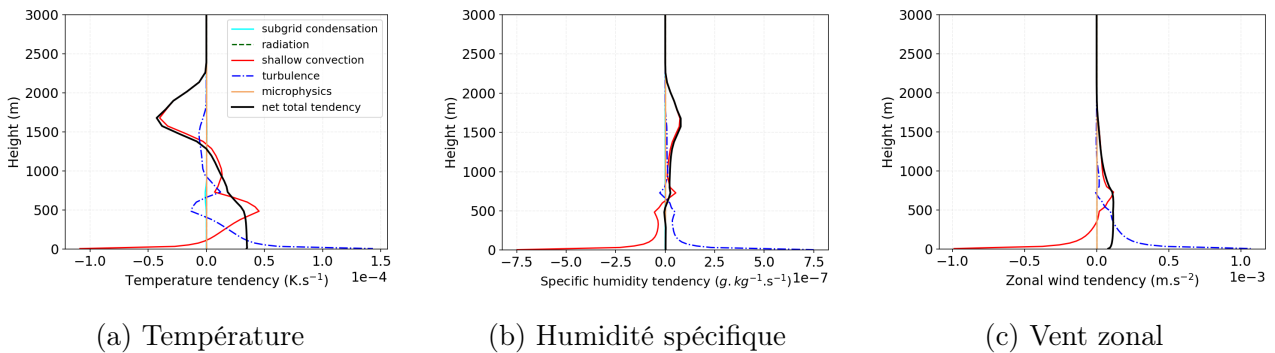 3000
2500
2000
1500
1000
500
0
Height (m)
subgrid condensation
radiation
shallow convection
turbulence
microphysics
net total tendency
−1.0 −0.5 0.0 0.5 1.0 1.5
1e−4
Temperature tendency (K.s⁻¹)
(a) Température
3000
2500
2000
1500
1000
500
0
Height (m)
−7.5 −5.0 −2.5 0.0 2.5 5.0 7.5
1e−7
Specific humidity tendency (g.kg⁻¹.s⁻¹)
(b) Humidité spécifique
3000
2500
2000
1500
1000
500
0
Height (m)
−1.0 −0.5 0.0 0.5 1.0
1e−3
Zonal wind tendency (m.s⁻²)
(c) Vent zonal